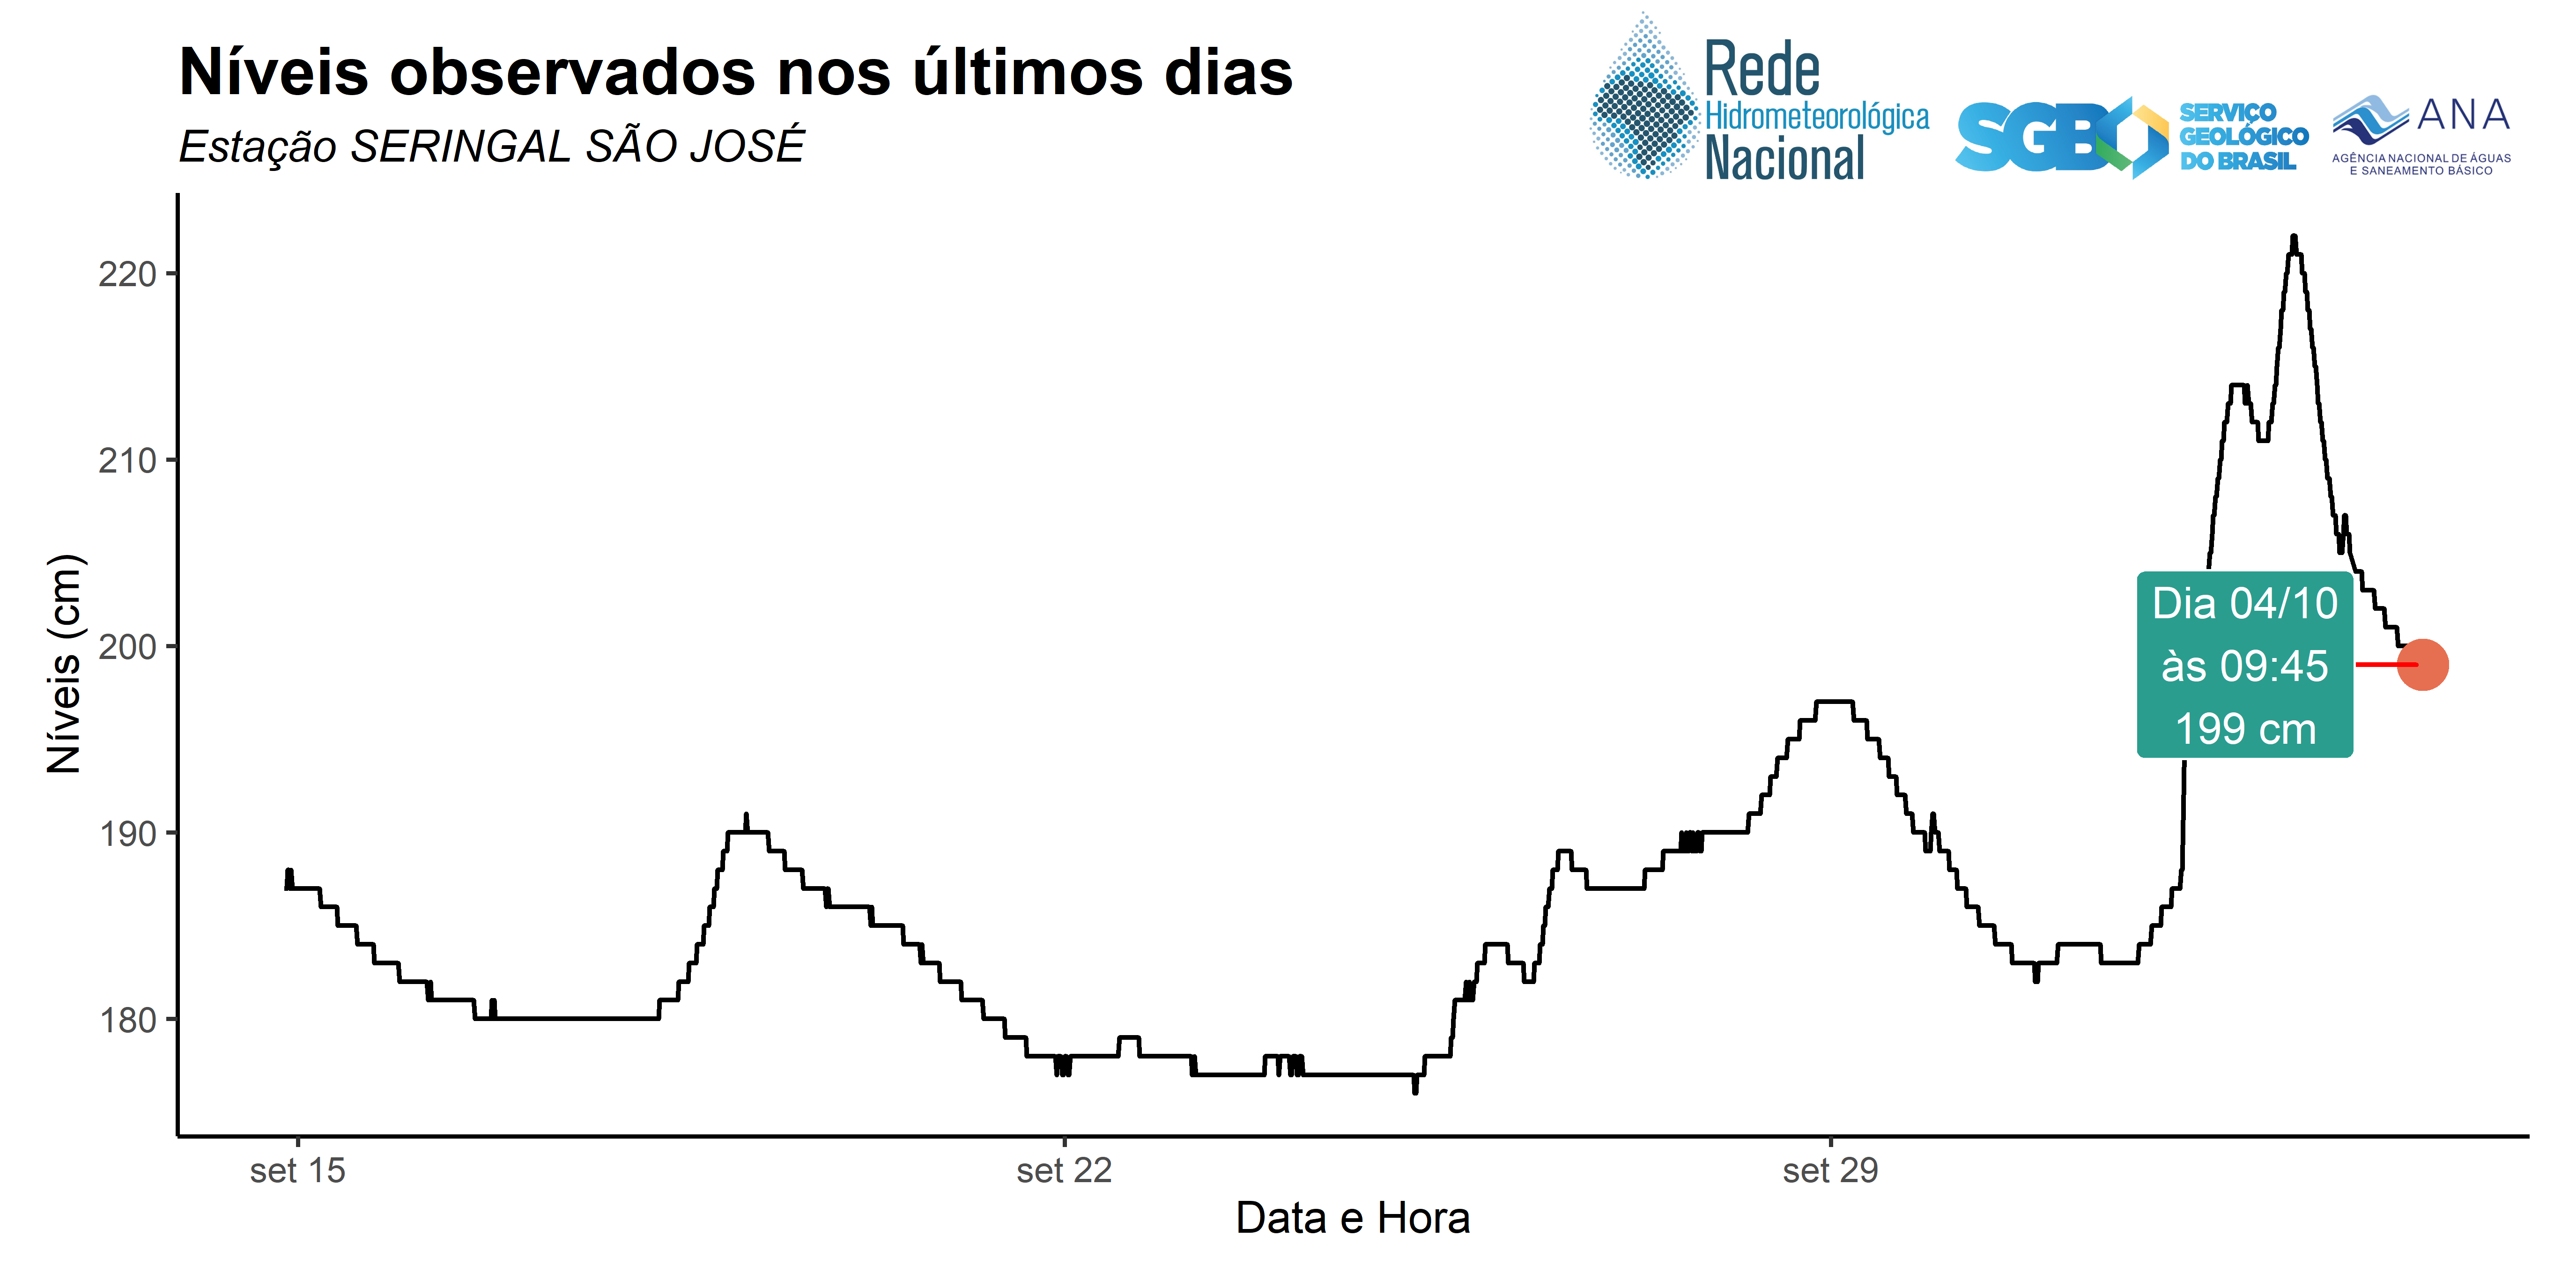 Níveis observados nos últimos dias
Estação SERINGAL SÃO JOSÉ
Rede
Hidrometeorológica
Nacional
SGB
SERVIÇO
GEOLÓGICO
DO BRASIL
ANA
AGÊNCIA NACIONAL DE ÁGUAS
E SANEAMENTO BÁSICO
Níveis (cm)
220
210
200
190
180
Dia 04/10
às 09:45
199 cm
set 15
set 22
set 29
Data e Hora